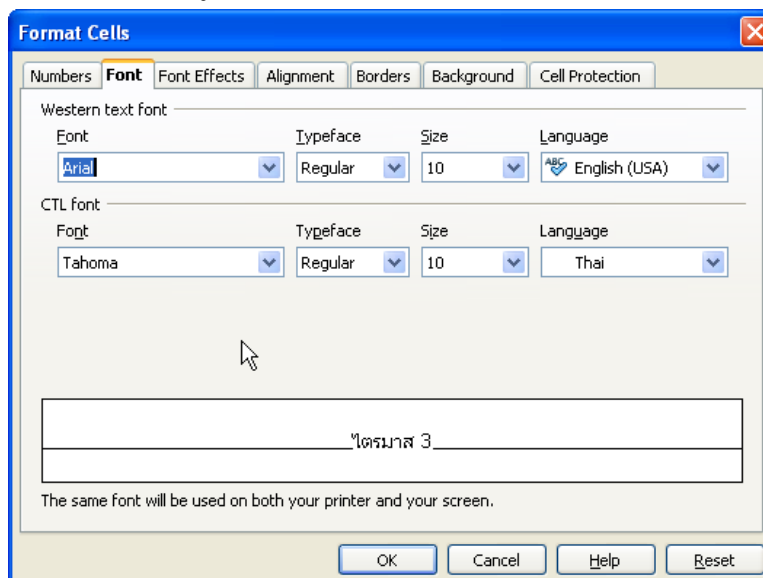 Format Cells
Numbers Font Font Effects Alignment Borders Background Cell Protection
Western text font
Font Typeface Size Language
Arial Regular 10 ABC English (USA)
CTL font
Font Typeface Size Language
Tahoma Regular 10 Thai
ไตรมาส 3
The same font will be used on both your printer and your screen.
OK Cancel Help Reset